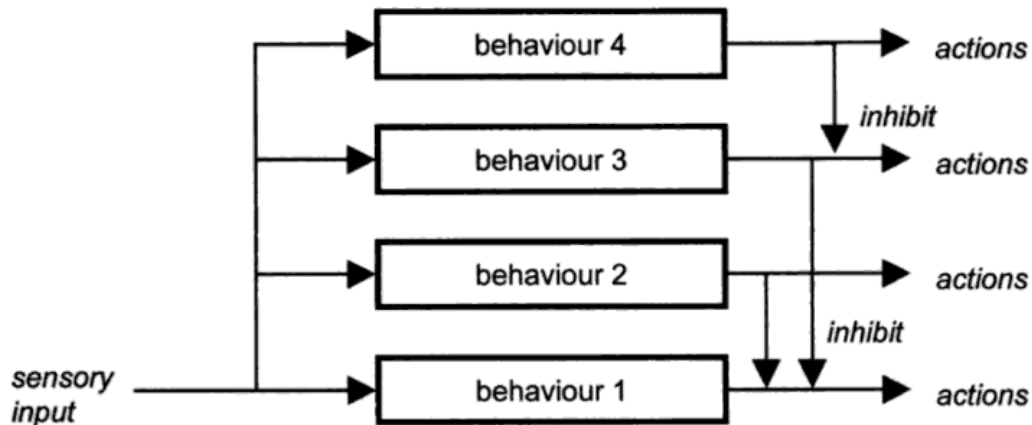 behaviour 4
actions
inhibit
behaviour 3
actions
behaviour 2
actions
inhibit
sensory
input
behaviour 1
actions